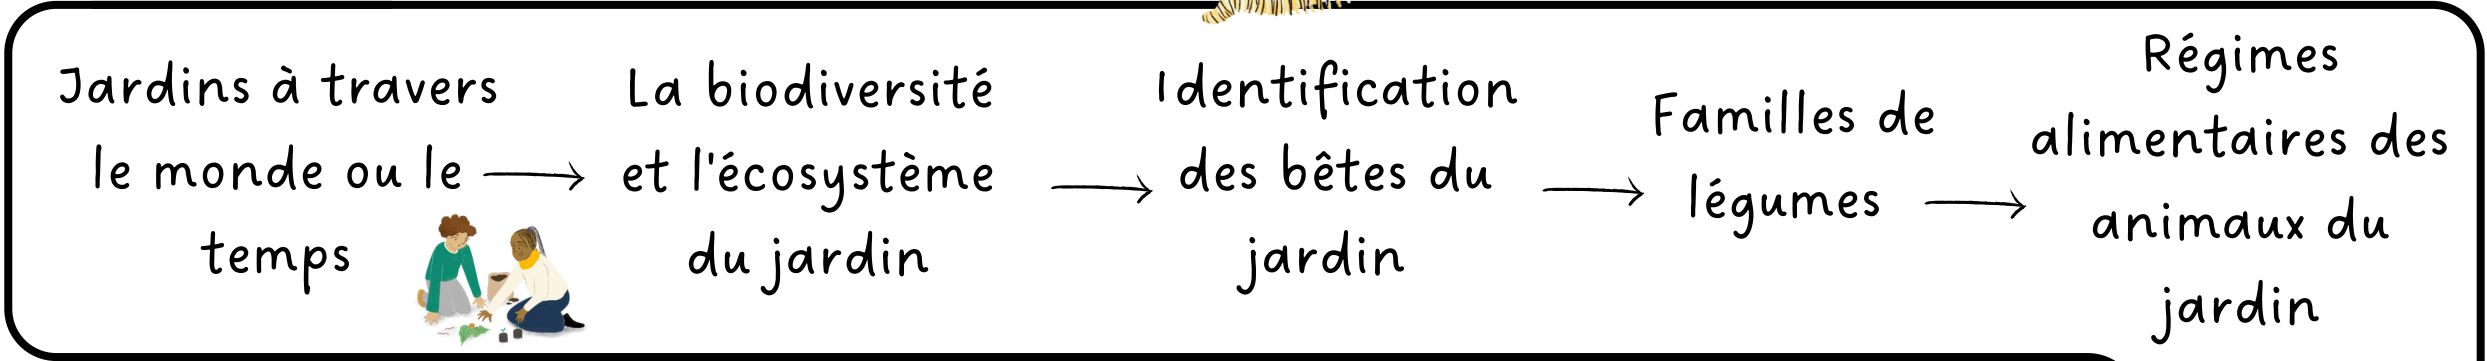 Jardins à travers
le monde ou le
temps
La biodiversité
et l'écosystème
du jardin
Identification
des bêtes du
jardin
Familles de
légumes
Régimes
alimentaires des
animaux du
jardin